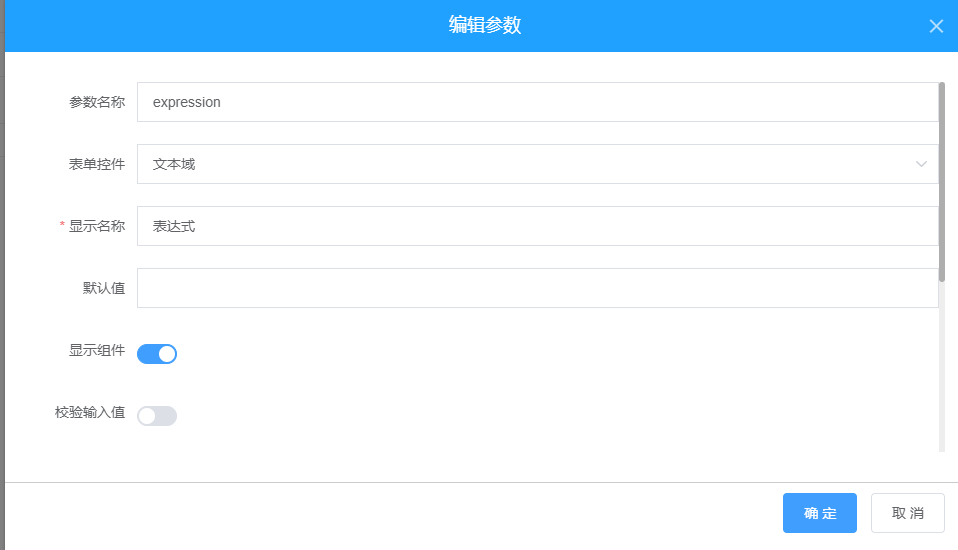 编辑参数
参数名称 expression
表单控件 文本域
* 显示名称 表达式
默认值
显示组件
校验输入值
确 定 取 消